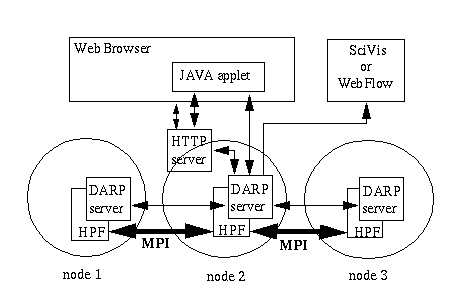 Web Browser
JAVA applet
SciVis
or
WebFlow
HTTP
server
DARP
server
HPF
DARP
server
HPF
DARP
server
HPF
MPI
MPI
node 1
node 2
node 3